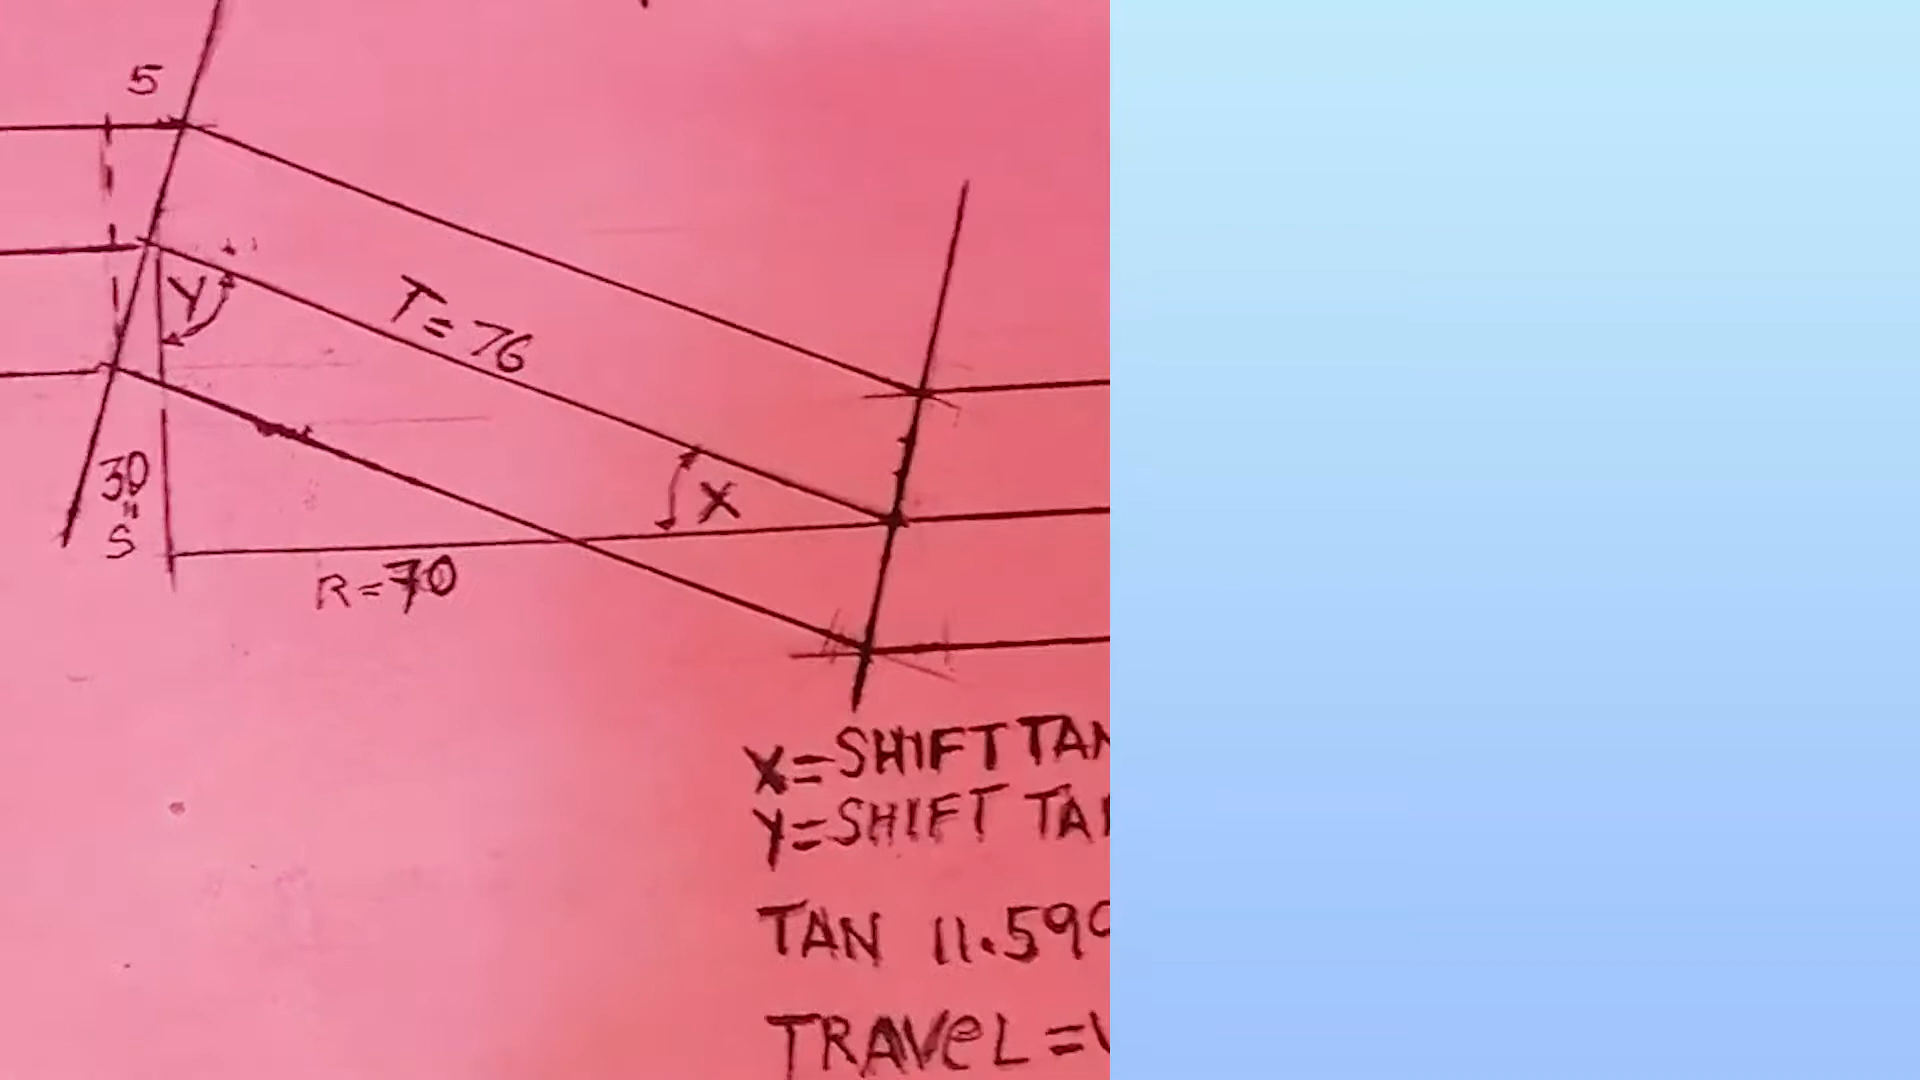 5
Y
T=76
X
30
"
S
R=70
X=SHIFT TAN
Y=SHIFT TA
TAN 11.59
TRAVeL =